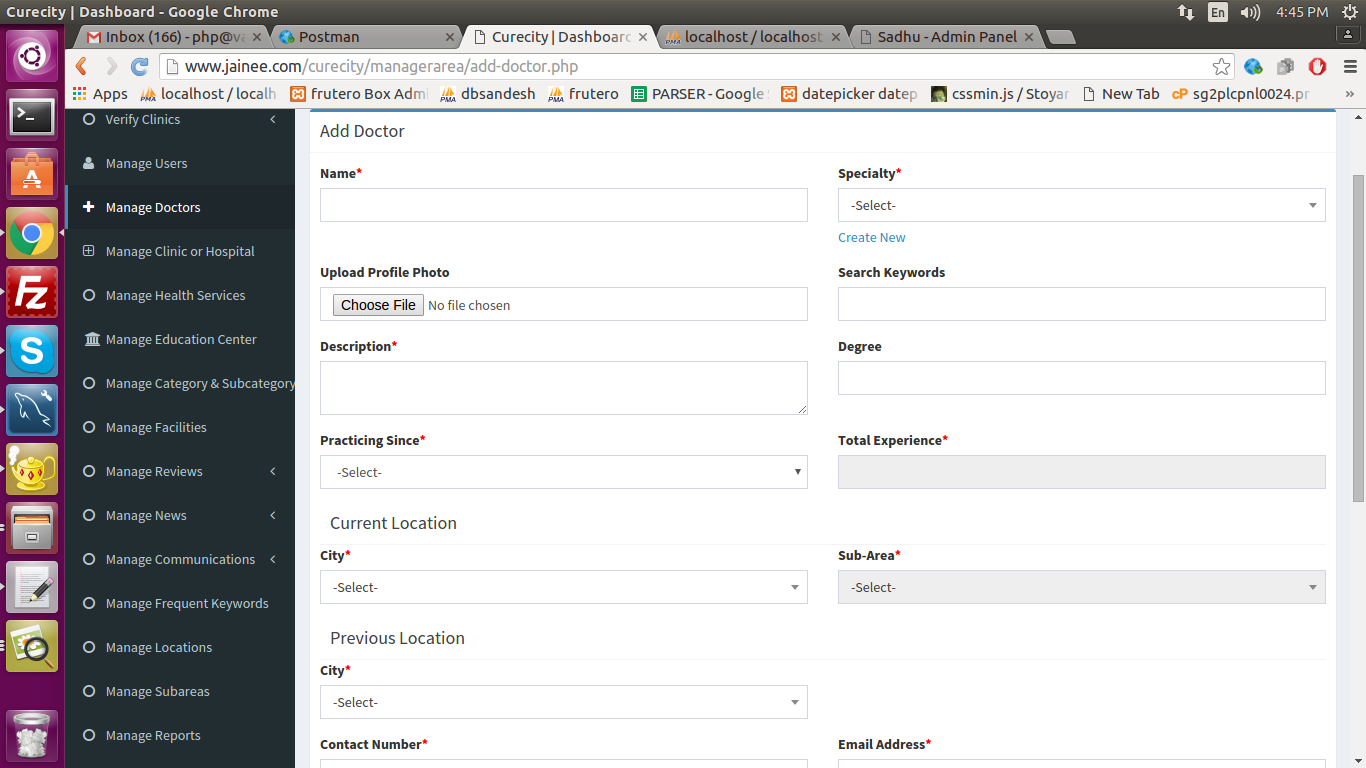 Curecity | Dashboard - Google Chrome
En
4:45 PM
Inbox (166) - php@va
Postman
Curecity | Dashboard
localhost / localhost
Sadhu - Admin Panel
www.jainee.com/curecity/managerarea/add-doctor.php
Apps
localhost / localh
frutero Box Admi
dbsandesh
frutero
PARSER - Google S
datepicker datep
cssmin.js / Stoyar
New Tab
sg2plcpnl0024.pr
»
Verify Clinics
Manage Users
Manage Doctors
Manage Clinic or Hospital
Manage Health Services
Manage Education Center
Manage Category & Subcategory
Manage Facilities
Manage Reviews
Manage News
Manage Communications
Manage Frequent Keywords
Manage Locations
Manage Subareas
Manage Reports
Add Doctor
Name*
Specialty*
-Select-
Create New
Upload Profile Photo
Search Keywords
Choose File No file chosen
Description*
Degree
Practicing Since*
Total Experience*
-Select-
Current Location
City*
Sub-Area*
-Select-
-Select-
Previous Location
City*
-Select-
Contact Number*
Email Address*